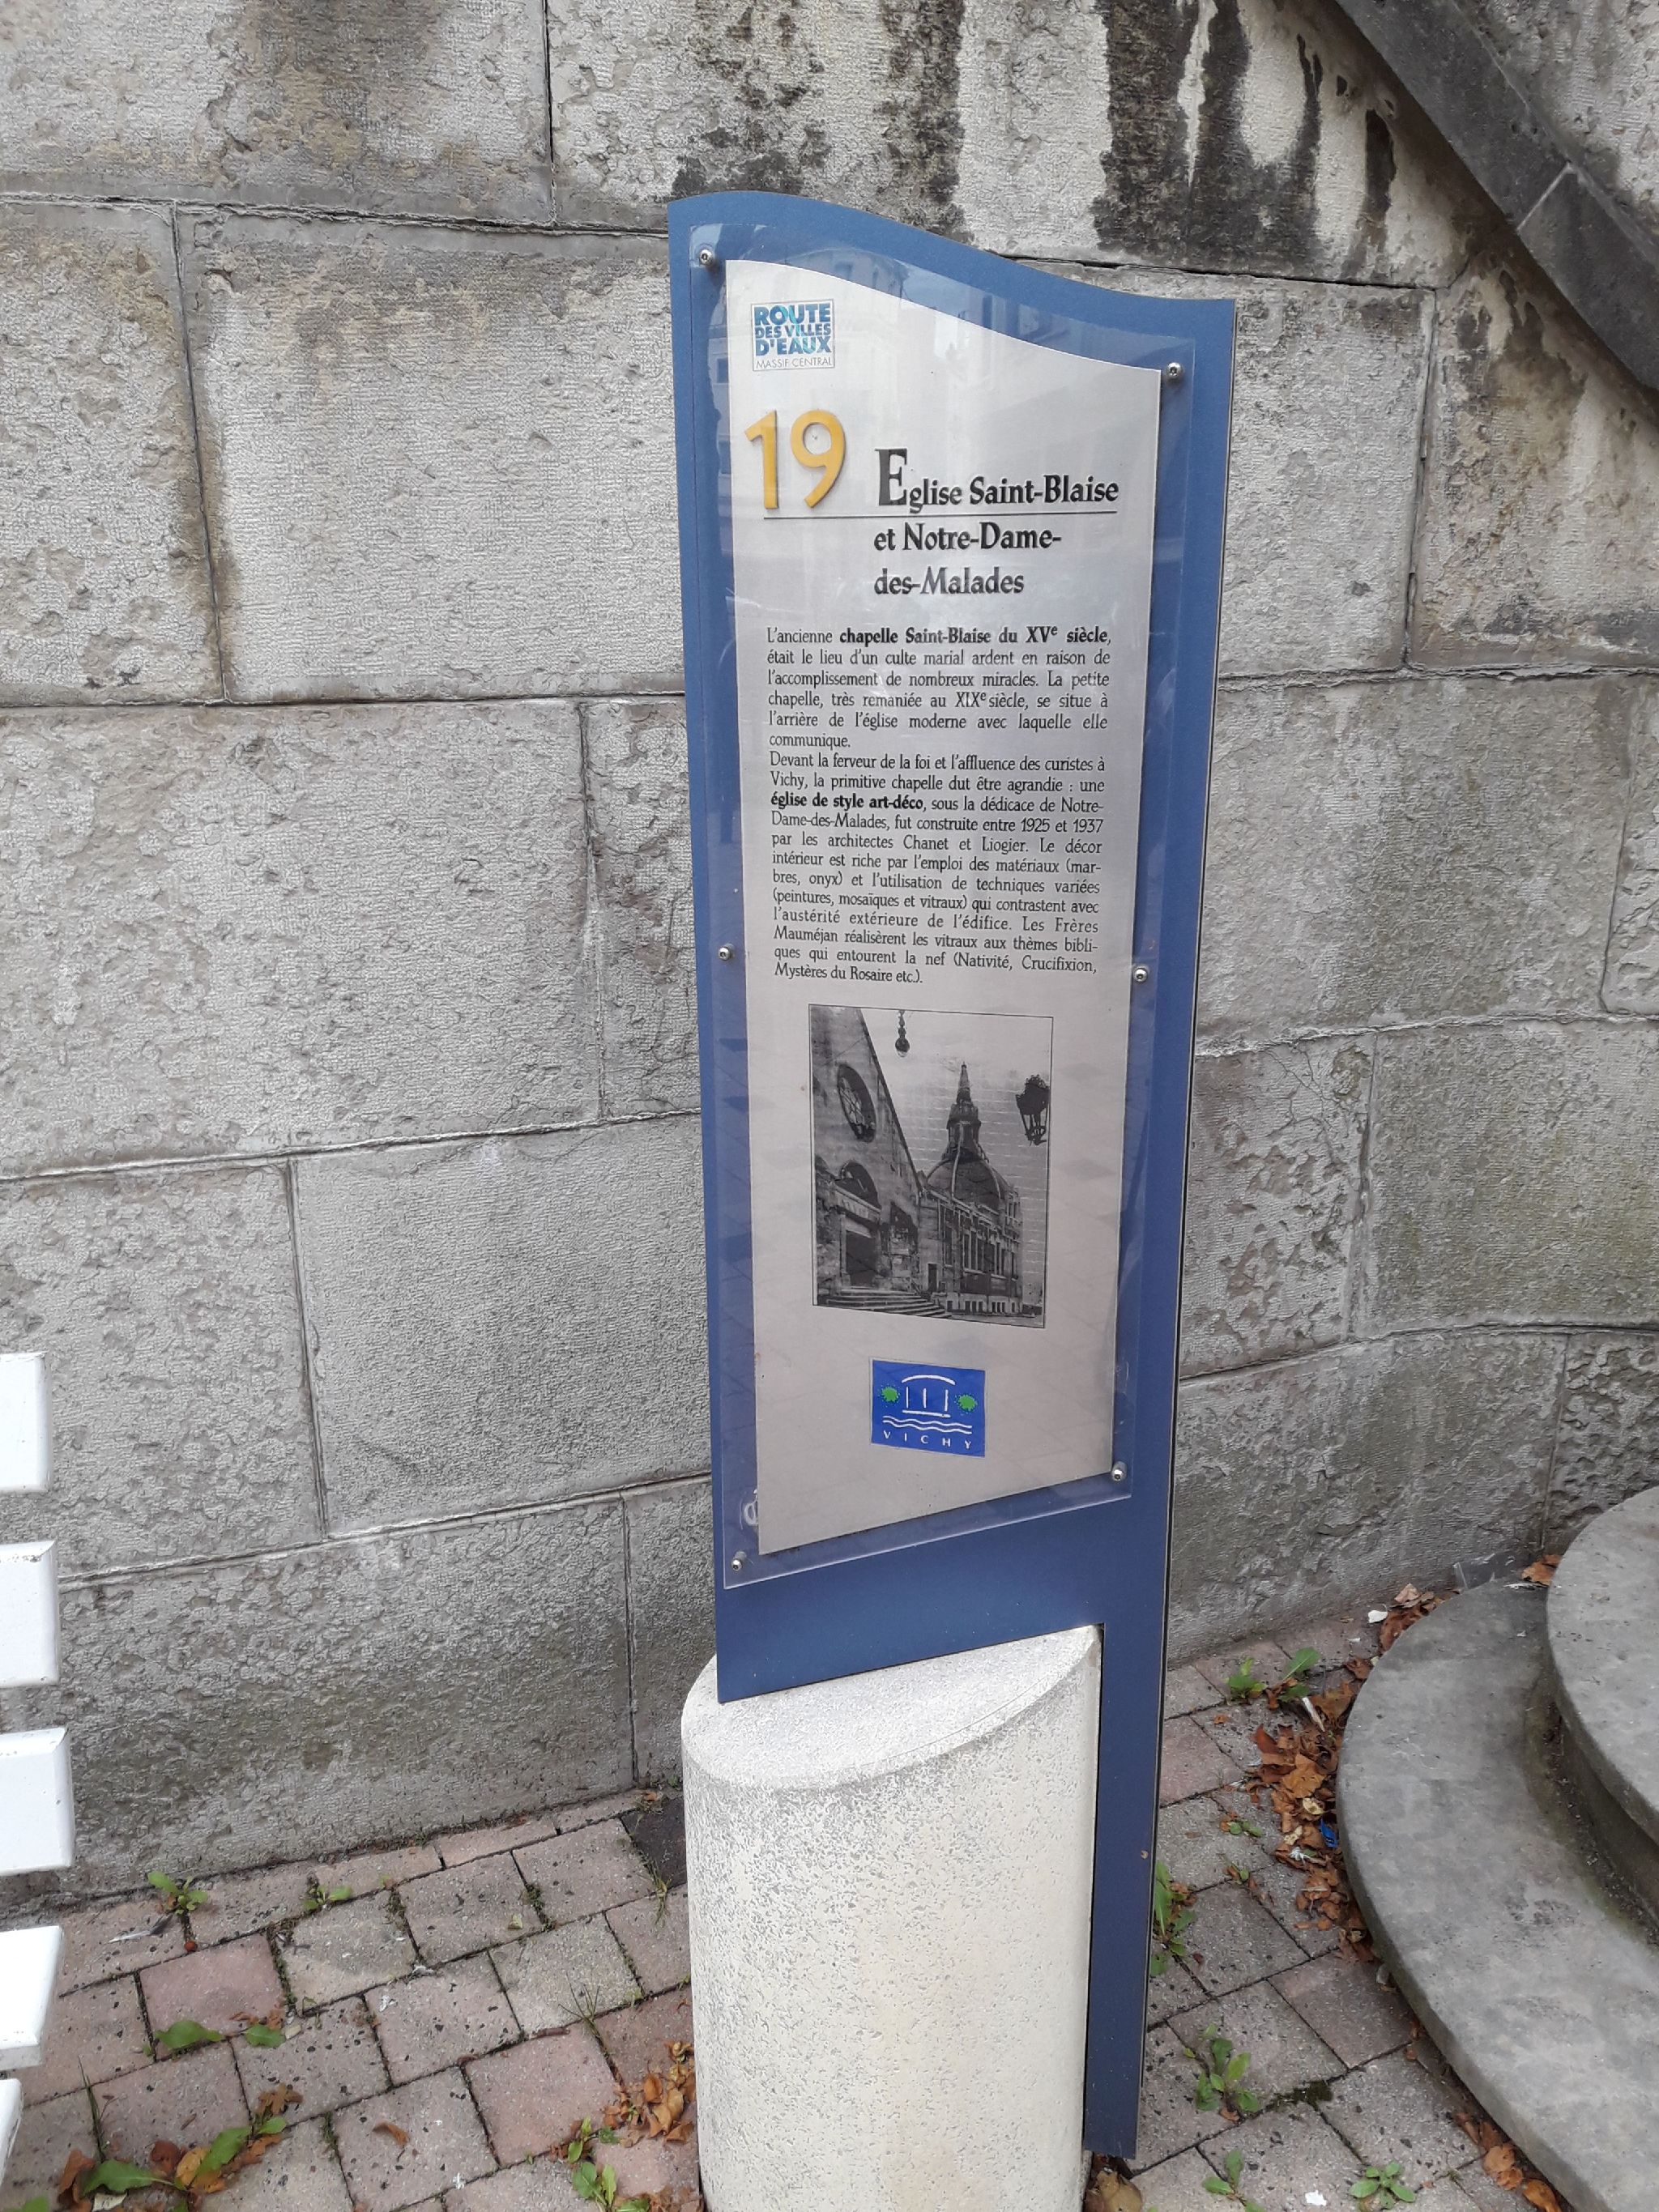 ROUTE
DES VILLES
D'EAUX
MASSIF CENTRAL
19
Eglise Saint-Blaise
et Notre-Dame-
des-Malades
L'ancienne chapelle Saint-Blaise du XVe siècle,
était le lieu d'un culte marial ardent en raison de
l'accomplissement de nombreux miracles. La petite
chapelle, très remaniée au XIXe siècle, se situe à
l'arrière de l'église moderne avec laquelle elle
communique.
Devant la ferveur de la foi et l'affluence des curistes à
Vichy, la primitive chapelle dut être agrandie : une
église de style art-déco, sous la dédicace de Notre-
Dame-des-Malades, fut construite entre 1925 et 1937
par les architectes Chanet et Liogier. Le décor
intérieur est riche par l'emploi des matériaux (mar-
bres, onyx) et l'utilisation de techniques variées
(peintures, mosaïques et vitraux) qui contrastent avec
l'austérité extérieure de l'édifice. Les Frères
Mauméjan réalisèrent les vitraux aux thèmes bibli-
ques qui entourent la nef (Nativité, Crucifixion,
Mystères du Rosaire etc.).
VICHY